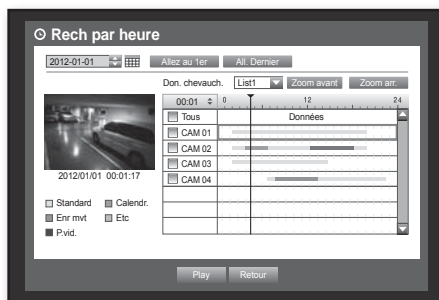 Rech par heure
2012-01-01 Allez au 1er All. Dernier
Don. chevauch. List1 Zoom avant Zoom arr.
00:01 0 12 24
Tous Données
CAM 01
CAM 02
CAM 03
CAM 04
2012/01/01 00:01:17
Standard Calendr.
Enr mvt Etc
P.vid.
Play Retour